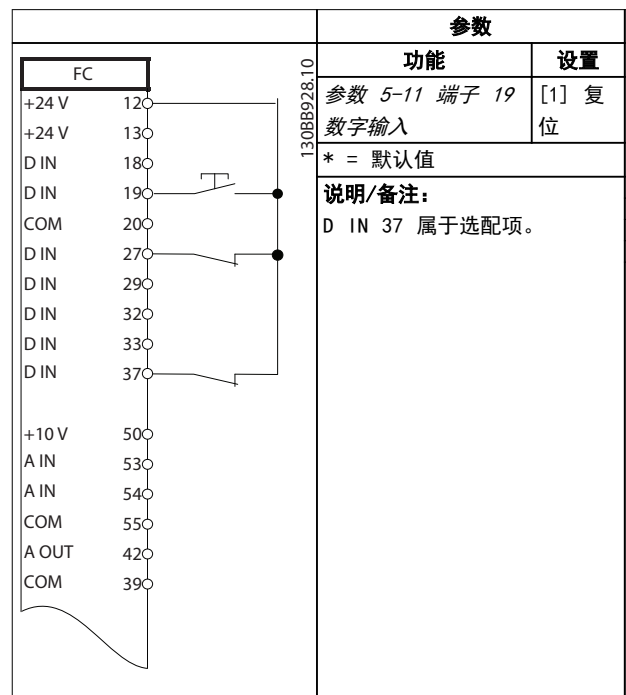 FC
+24 V 12
+24 V 13
D IN 18
D IN 19
COM 20
D IN 27
D IN 29
D IN 32
D IN 33
D IN 37
+10 V 50
A IN 53
A IN 54
COM 55
A OUT 42
COM 39
130BB928.10
参数
功能 设置
参数 5-11 端子 19 [1] 复
数字输入 位
* = 默认值
说明/备注:
D IN 37 属于选配项。